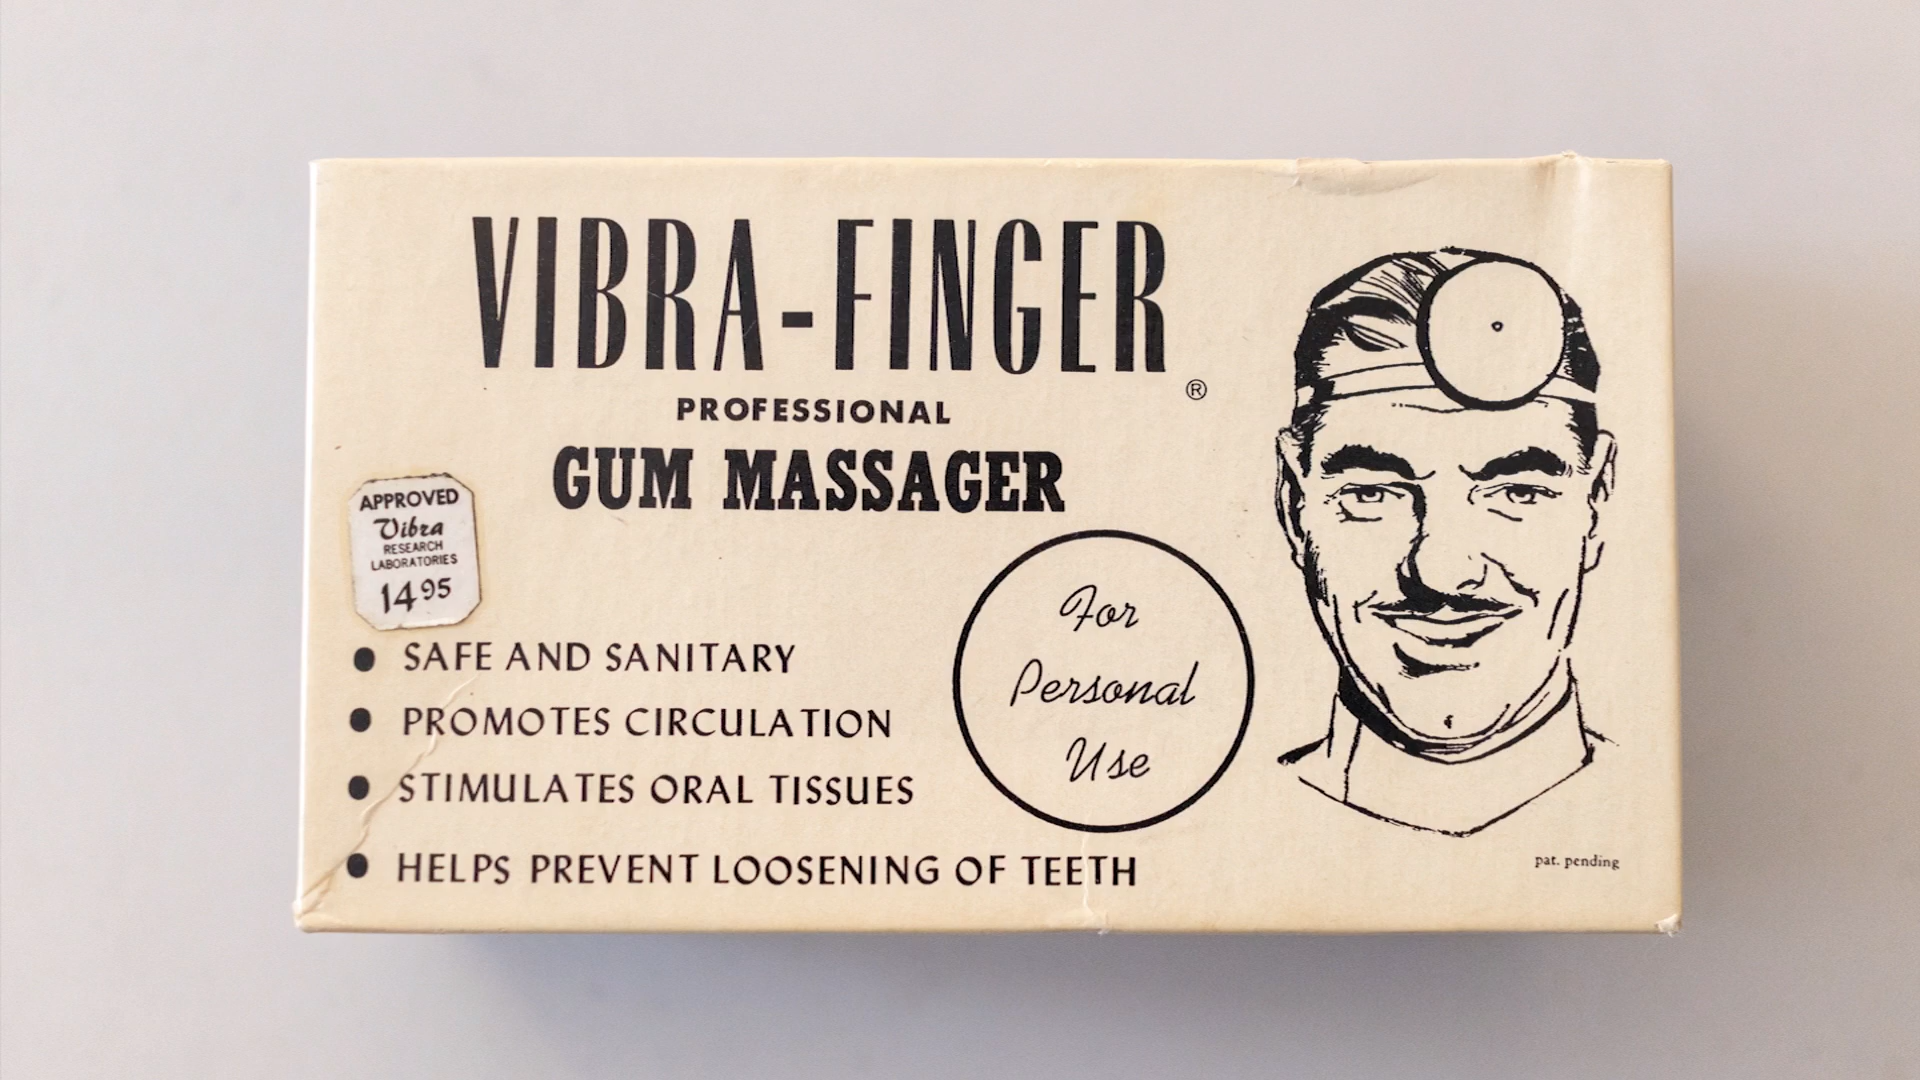 VIBRA-FINGER
®
PROFESSIONAL
GUM MASSAGER
APPROVED
Vibra
RESEARCH
LABORATORIES
14 95
• SAFE AND SANITARY
• PROMOTES CIRCULATION
• STIMULATES ORAL TISSUES
• HELPS PREVENT LOOSENING OF TEETH
For
Personal
Use
pat. pending